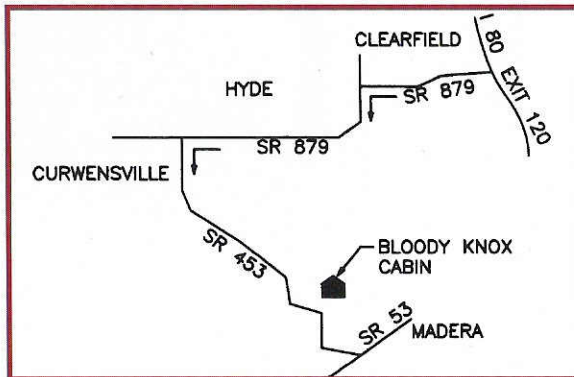 CLEARFIELD
I 80 EXIT 120
HYDE
SR 879
SR 879
CURWENSVILLE
SR 453
BLOODY KNOX
CABIN
SR 53
MADERA